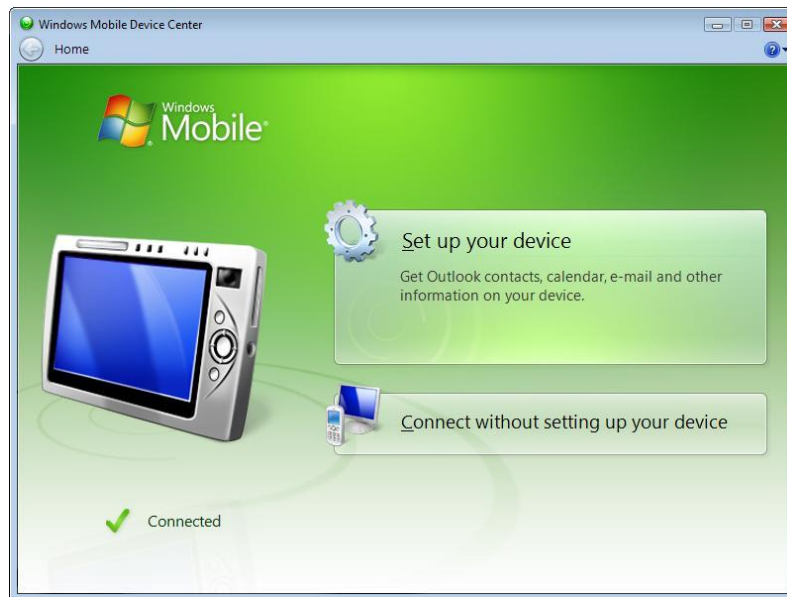 Windows Mobile Device Center
Home
Windows
Mobile®
Set up your device
Get Outlook contacts, calendar, e-mail and other
information on your device.
Connect without setting up your device
Connected